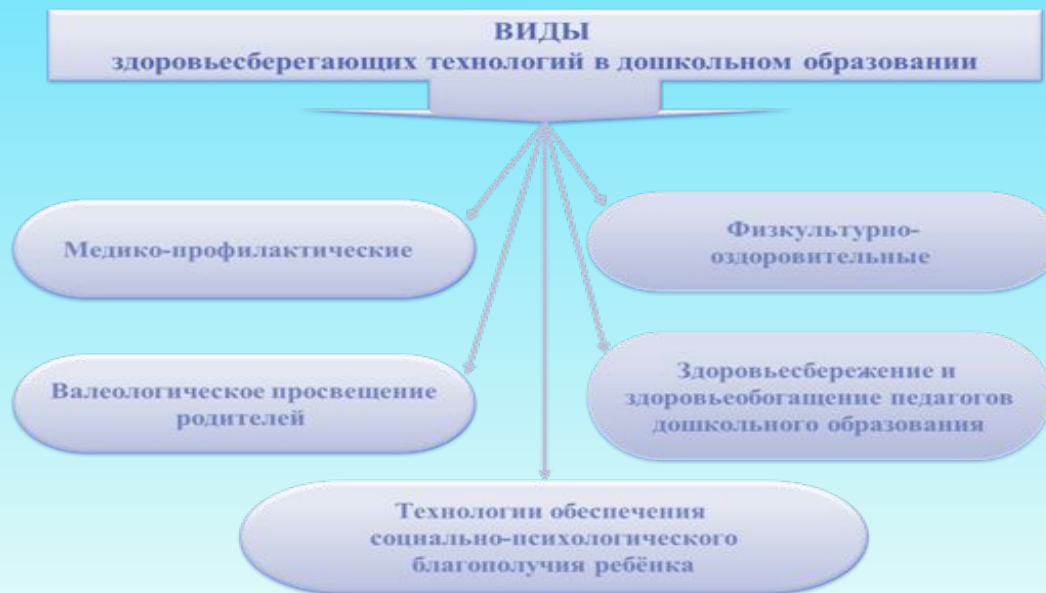 ВИДЫ
здоровьесберегающих технологий в дошкольном образовании
Медико-профилактические
Физкультурно-
оздоровительные
Валеологическое просвещение
родителей
Здоровьесбережение и
здоровьеобогащение педагогов
дошкольного образования
Технологии обеспечения
социально-психологического
благополучия ребёнка